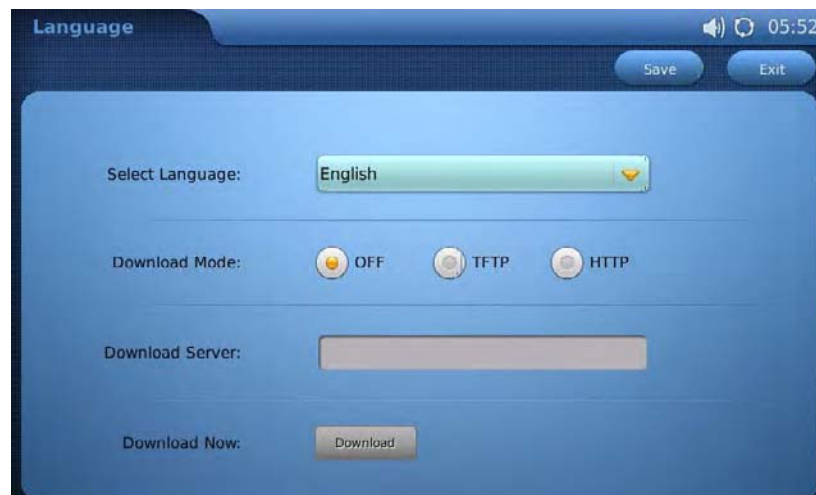 Language 05:52
Save Exit
Select Language: English
Download Mode: OFF TFTP HTTP
Download Server:
Download Now: Download